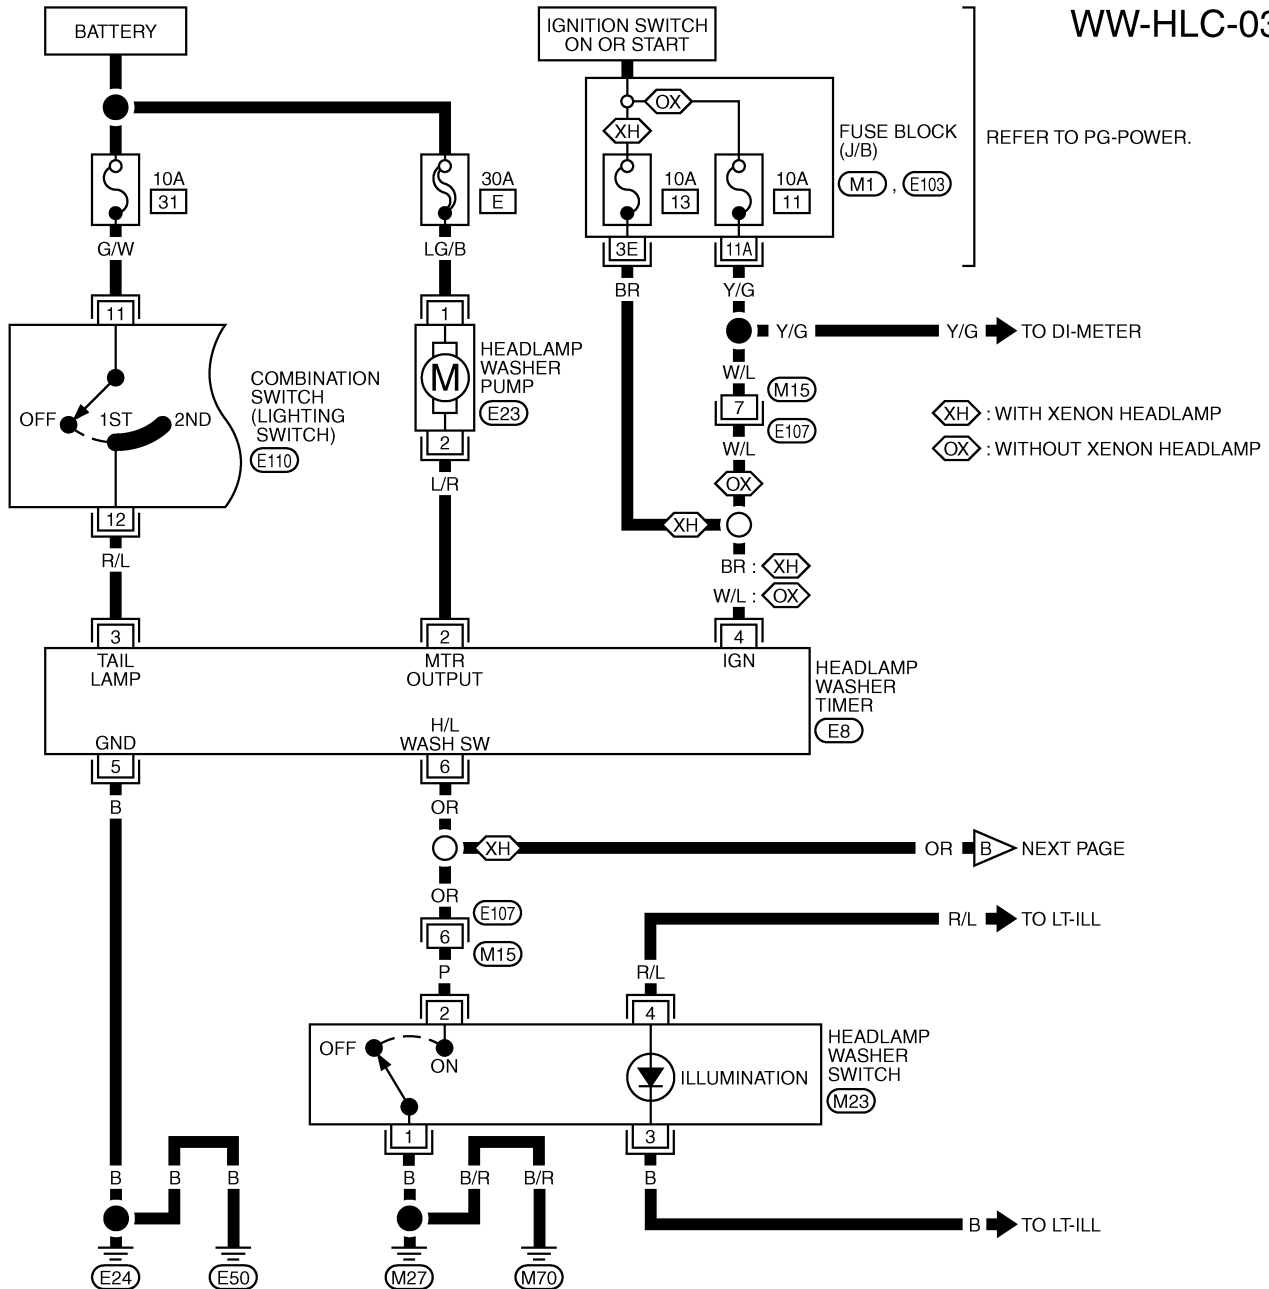 WW-HLC-03
BATTERY
IGNITION SWITCH
ON OR START
OX
XH
FUSE BLOCK
(J/B)
M1 , E103
REFER TO PG-POWER.
10A
31
30A
E
10A
13
10A
11
G/W
LG/B
3E
11A
BR
Y/G
11
1
Y/G
Y/G
TO DI-METER
HEADLAMP
WASHER
PUMP
E23
M
COMBINATION
SWITCH
(LIGHTING
SWITCH)
E110
OFF
1ST
2ND
W/L
M15
7
E107
W/L
XH : WITH XENON HEADLAMP
OX : WITHOUT XENON HEADLAMP
2
L/R
OX
XH
12
R/L
BR : XH
W/L : OX
3
2
4
TAIL
LAMP
MTR
OUTPUT
IGN
HEADLAMP
WASHER
TIMER
E8
GND
H/L
WASH SW
5
6
B
OR
XH
OR
B
NEXT PAGE
OR
E107
6
M15
R/L
TO LT-ILL
P
R/L
2
4
OFF
ON
ILLUMINATION
HEADLAMP
WASHER
SWITCH
M23
1
3
B
B
B
B
B/R
B/R
B
B
TO LT-ILL
E24
E50
M27
M70